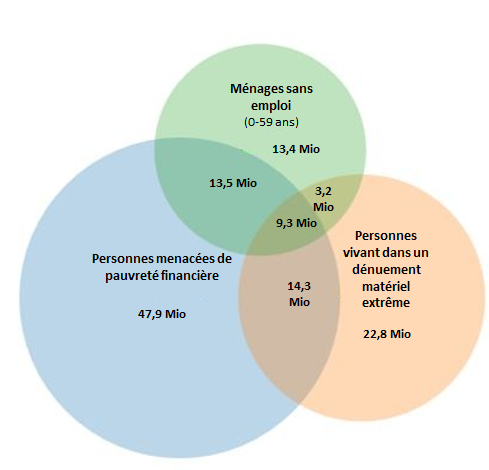 Ménages sans
emploi
(0-59 ans)
13,4 Mio
13,5 Mio
3,2
Mio
9,3 Mio
Personnes
vivant dans un
dénuement
matériel
extrême
22,8 Mio
Personnes menacées de
pauvreté financière
47,9 Mio
14,3
Mio